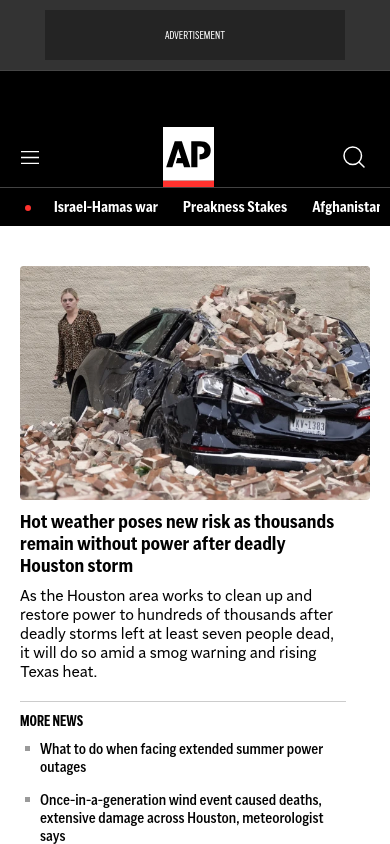 ADVERTISEMENT
AP
Israel-Hamas war Preakness Stakes Afghanistan
Hot weather poses new risk as thousands
remain without power after deadly
Houston storm
As the Houston area works to clean up and
restore power to hundreds of thousands after
deadly storms left at least seven people dead,
it will do so amid a smog warning and rising
Texas heat.
MORE NEWS
What to do when facing extended summer power
outages
Once-in-a-generation wind event caused deaths,
extensive damage across Houston, meteorologist
says